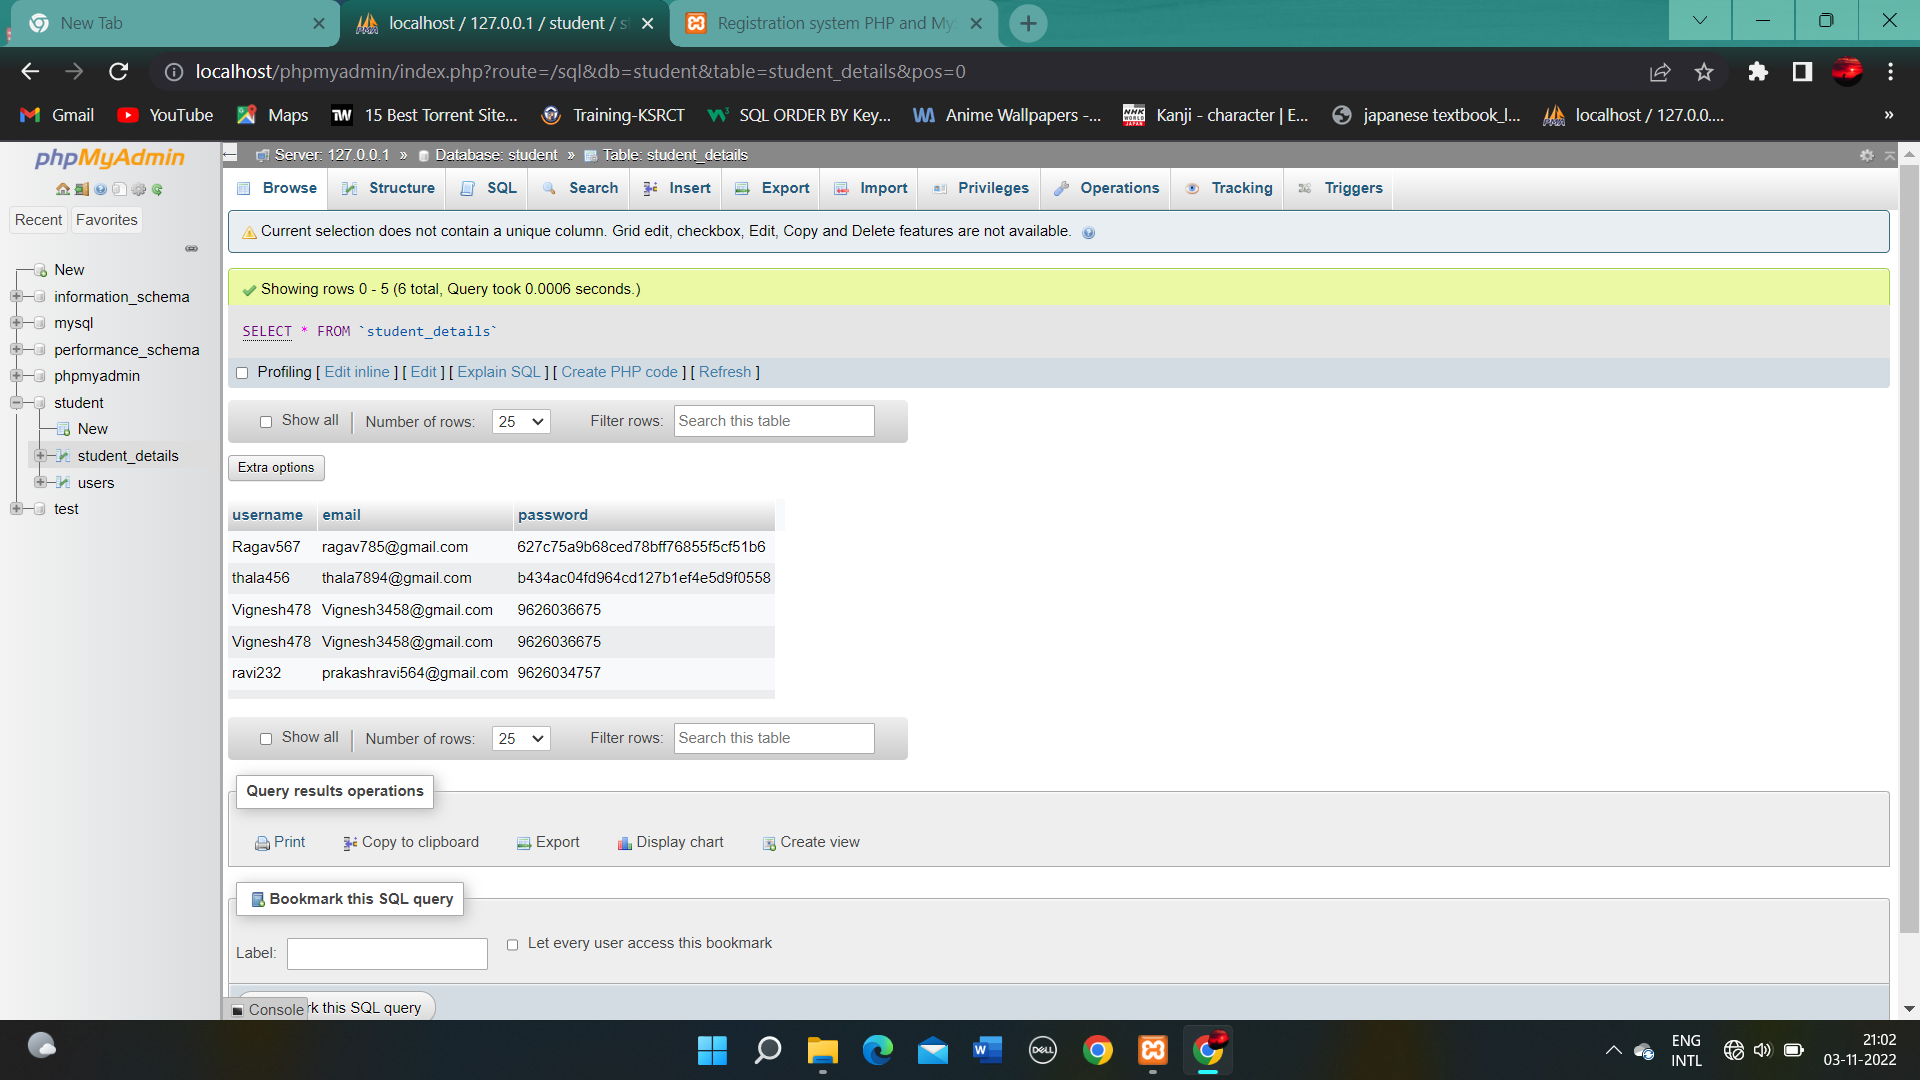 New Tab
localhost / 127.0.0.1 / student / s
Registration system PHP and My
localhost/phpmyadmin/index.php?route=/sql&db=student&table=student_details&pos=0
Gmail YouTube Maps 15 Best Torrent Site... Training-KSRCT SQL ORDER BY Key... Anime Wallpapers -... Kanji - character | E... japanese textbook_l... localhost / 127.0.0.... »
phpMyAdmin
Recent Favorites
New
information_schema
mysql
performance_schema
phpmyadmin
student
New
student_details
users
test
Server: 127.0.0.1 » Database: student » Table: student_details
Browse Structure SQL Search Insert Export Import Privileges Operations Tracking Triggers
Current selection does not contain a unique column. Grid edit, checkbox, Edit, Copy and Delete features are not available.
Showing rows 0 - 5 (6 total, Query took 0.0006 seconds.)
SELECT * FROM `student_details`
Profiling [ Edit inline ] [ Edit ] [ Explain SQL ] [ Create PHP code ] [ Refresh ]
Show all | Number of rows: 25 Filter rows: Search this table
Extra options
username email password
Ragav567 ragav785@gmail.com 627c75a9b68ced78bff76855f5cf51b6
thala456 thala7894@gmail.com b434ac04fd964cd127b1ef4e5d9f0558
Vignesh478 Vignesh3458@gmail.com 9626036675
Vignesh478 Vignesh3458@gmail.com 9626036675
ravi232 prakashravi564@gmail.com 9626034757
Show all | Number of rows: 25 Filter rows: Search this table
Query results operations
Print Copy to clipboard Export Display chart Create view
Bookmark this SQL query
Label: Let every user access this bookmark
Console rk this SQL query
DELL
ENG
INTL
21:02
03-11-2022